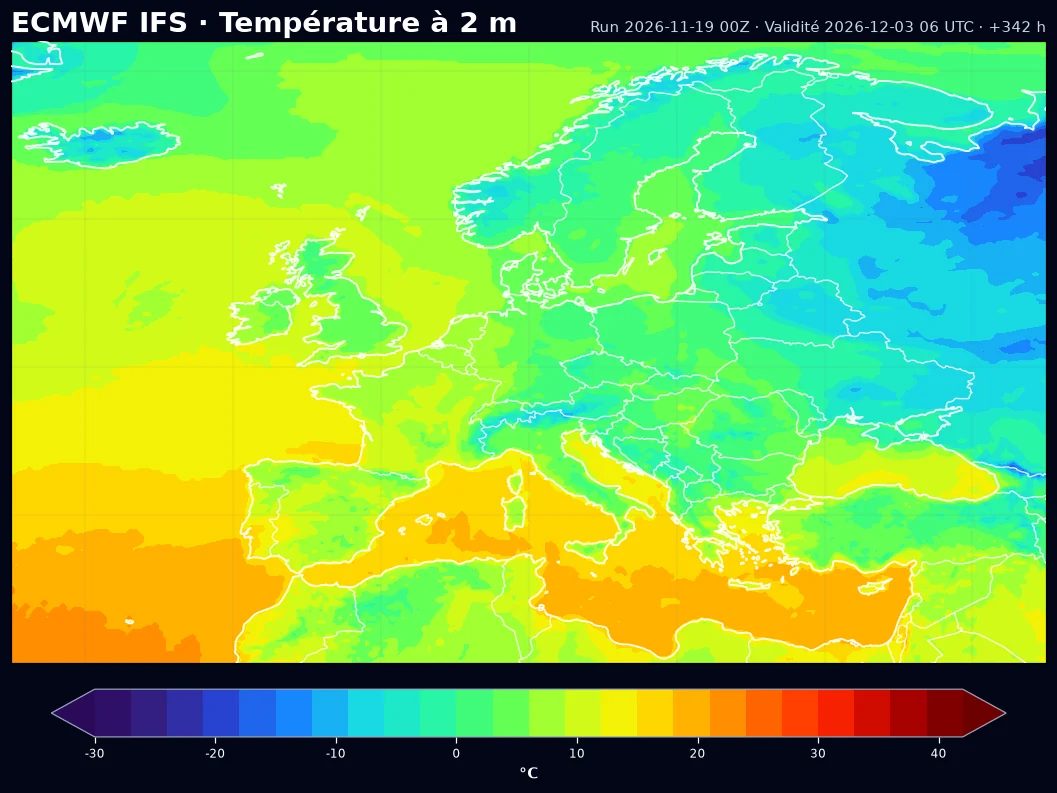 ECMWF IFS · Température à 2 m
Run 2026-11-19 00Z · Validité 2026-12-03 06 UTC · +342 h
-30 -20 -10 0 10 20 30 40
°C